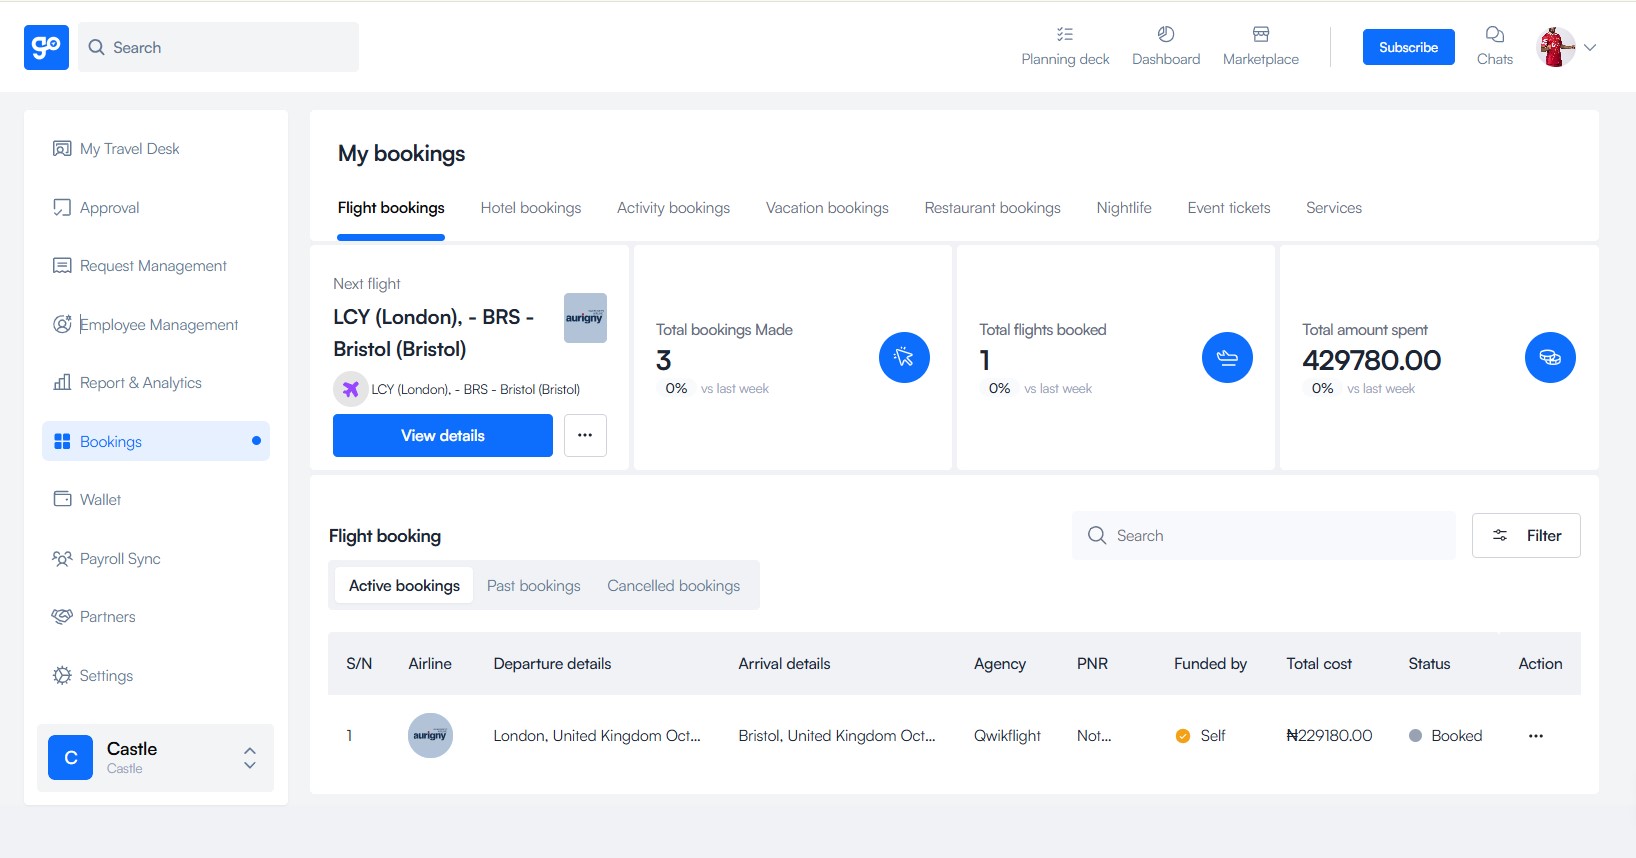 go
Search
Planning deck
Dashboard
Marketplace
Subscribe
Chats
My Travel Desk
Approval
Request Management
Employee Management
Report & Analytics
Bookings
Wallet
Payroll Sync
Partners
Settings
C
Castle
Castle
My bookings
Flight bookings
Hotel bookings
Activity bookings
Vacation bookings
Restaurant bookings
Nightlife
Event tickets
Services
Next flight
LCY (London), - BRS -
Bristol (Bristol)
aurigny
LCY (London), - BRS - Bristol (Bristol)
View details
...
Total bookings Made
3
0% vs last week
Total flights booked
1
0% vs last week
Total amount spent
429780.00
0% vs last week
Flight booking
Search
Filter
Active bookings
Past bookings
Cancelled bookings
S/N Airline Departure details Arrival details Agency PNR Funded by Total cost Status Action
1 aurigny London, United Kingdom Oct... Bristol, United Kingdom Oct... Qwikflight Not... Self ₦229180.00 Booked ...